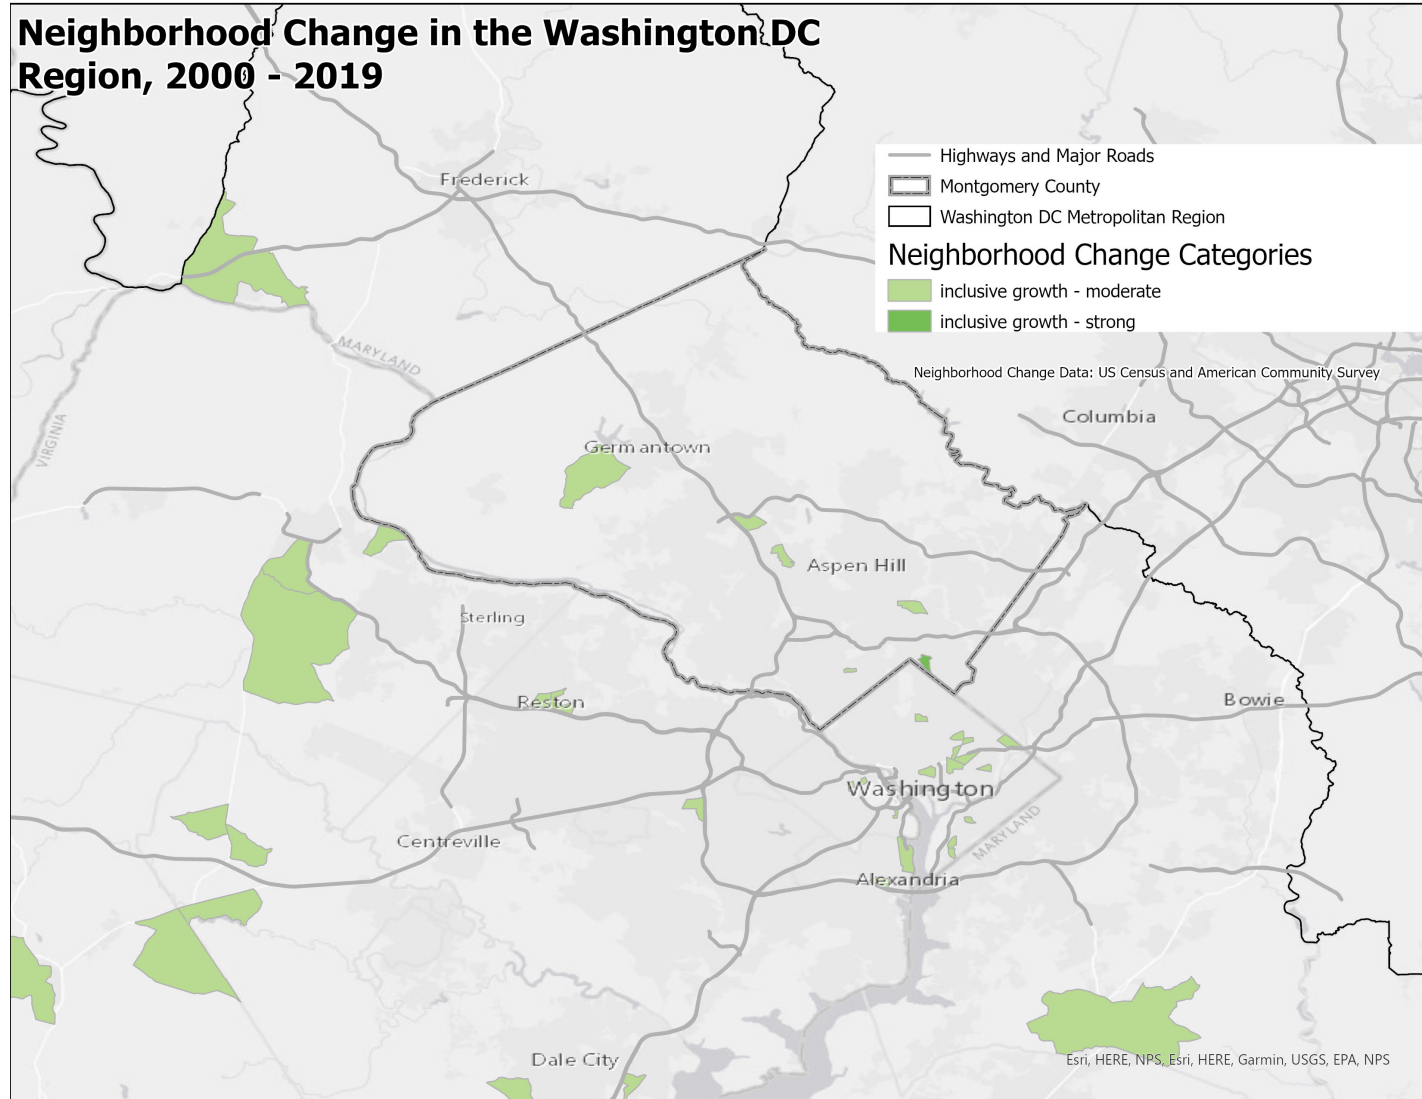 Neighborhood Change in the Washington DC
Region, 2000 - 2019
Highways and Major Roads
Montgomery County
Washington DC Metropolitan Region
Neighborhood Change Categories
inclusive growth - moderate
inclusive growth - strong
Neighborhood Change Data: US Census and American Community Survey
Frederick
MARYLAND
VIRGINIA
Columbia
Germantown
Aspen Hill
Sterling
Reston
Bowie
Washington
Centreville
MARYLAND
Alexandria
Dale City
Esri, HERE, NPS, Esri, HERE, Garmin, USGS, EPA, NPS